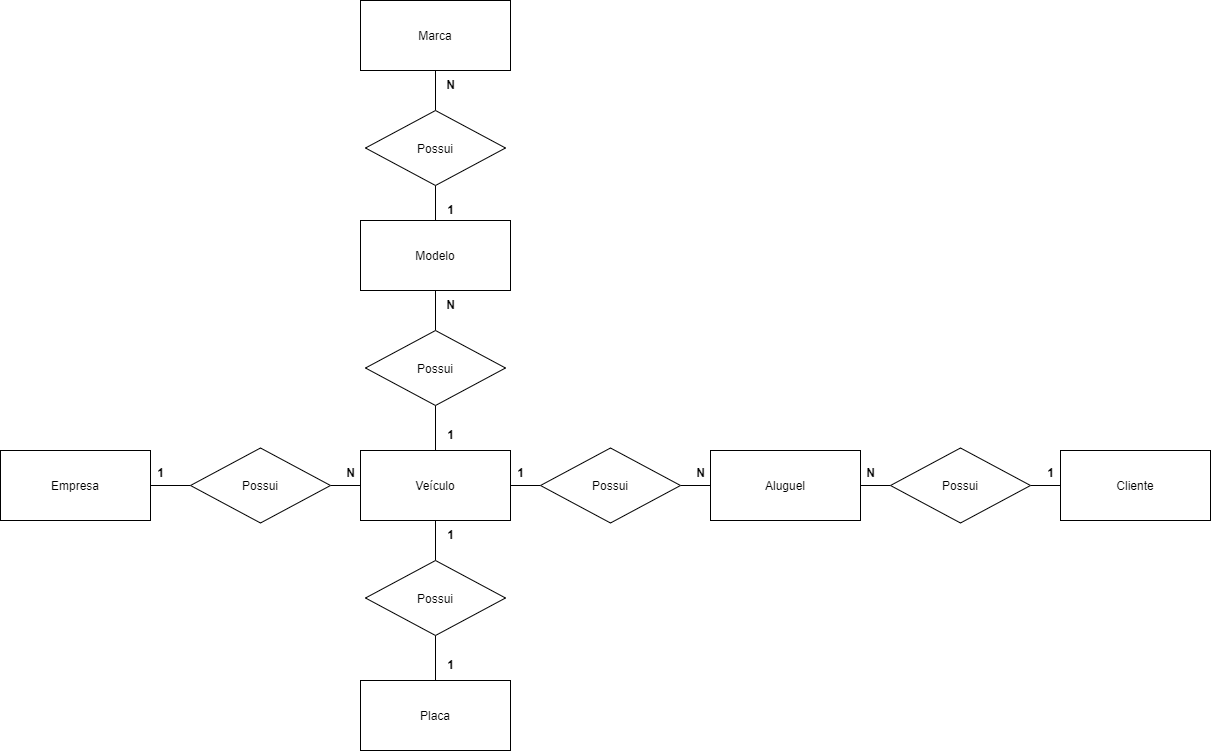 Marca
N
Possui
1
Modelo
N
Possui
1
Empresa
1
Possui
N
Veículo
1
Possui
N
Aluguel
N
Possui
1
Cliente
1
Possui
1
Placa